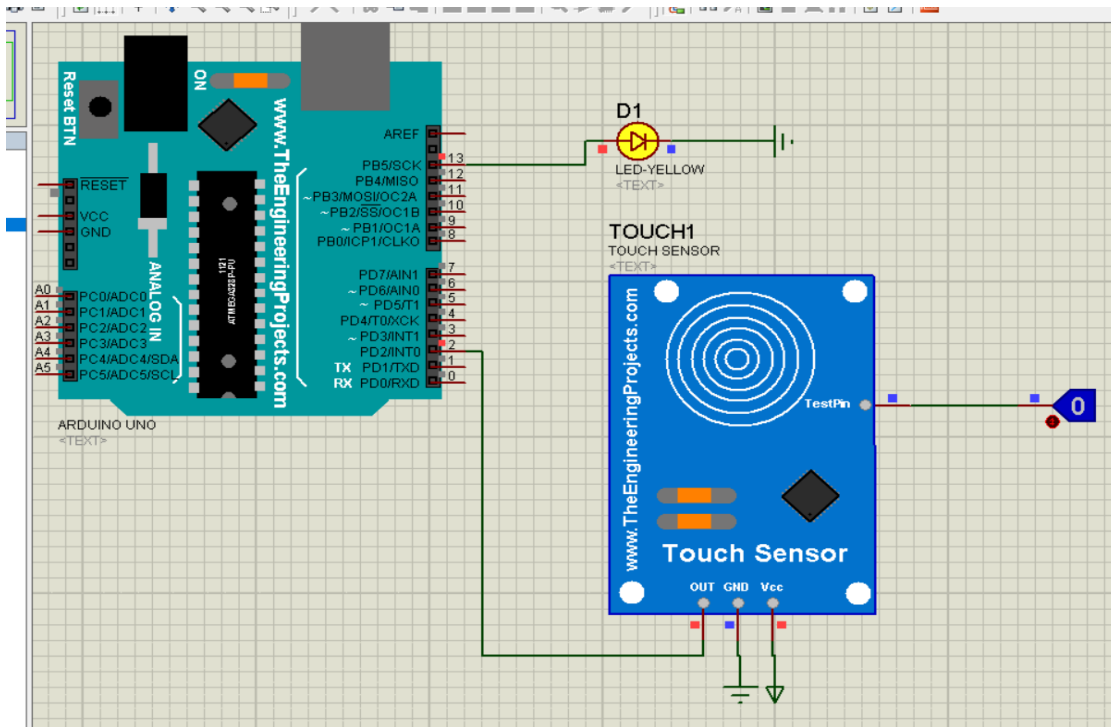 Reset BTN
ON
www.TheEngineeringProjects.com
ANALOG IN
1121
ATMEGA328P-PU
RESET
VCC
GND
A0 PC0/ADC0
A1 PC1/ADC1
A2 PC2/ADC2
A3 PC3/ADC3
A4 PC4/ADC4/SDA
A5 PC5/ADC5/SCL
AREF
PB5/SCK 13
PB4/MISO 12
~PB3/MOSI/OC2A 11
~PB2/SS/OC1B 10
~PB1/OC1A 9
PB0/ICP1/CLKO 8
PD7/AIN1 7
~PD6/AIN0 6
~PD5/T1 5
PD4/T0/XCK 4
~PD3/INT1 3
PD2/INT0 2
TX PD1/TXD 1
RX PD0/RXD 0
ARDUINO UNO
<TEXT>
D1
LED-YELLOW
<TEXT>
TOUCH1
TOUCH SENSOR
<TEXT>
www.TheEngineeringProjects.com
TestPin
0
Touch Sensor
OUT GND Vcc